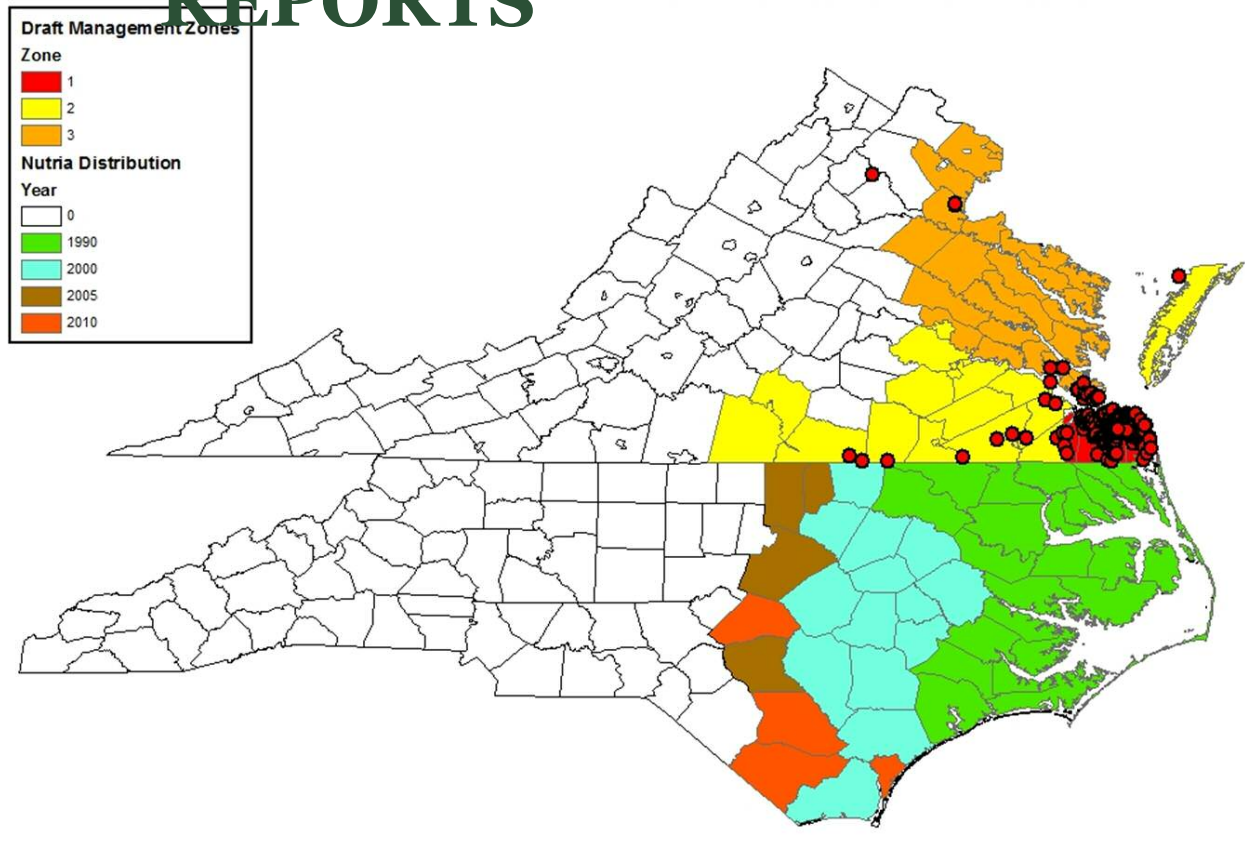 REPORTS
Draft Management Zones
Zone
1
2
3
Nutria Distribution
Year
0
1990
2000
2005
2010